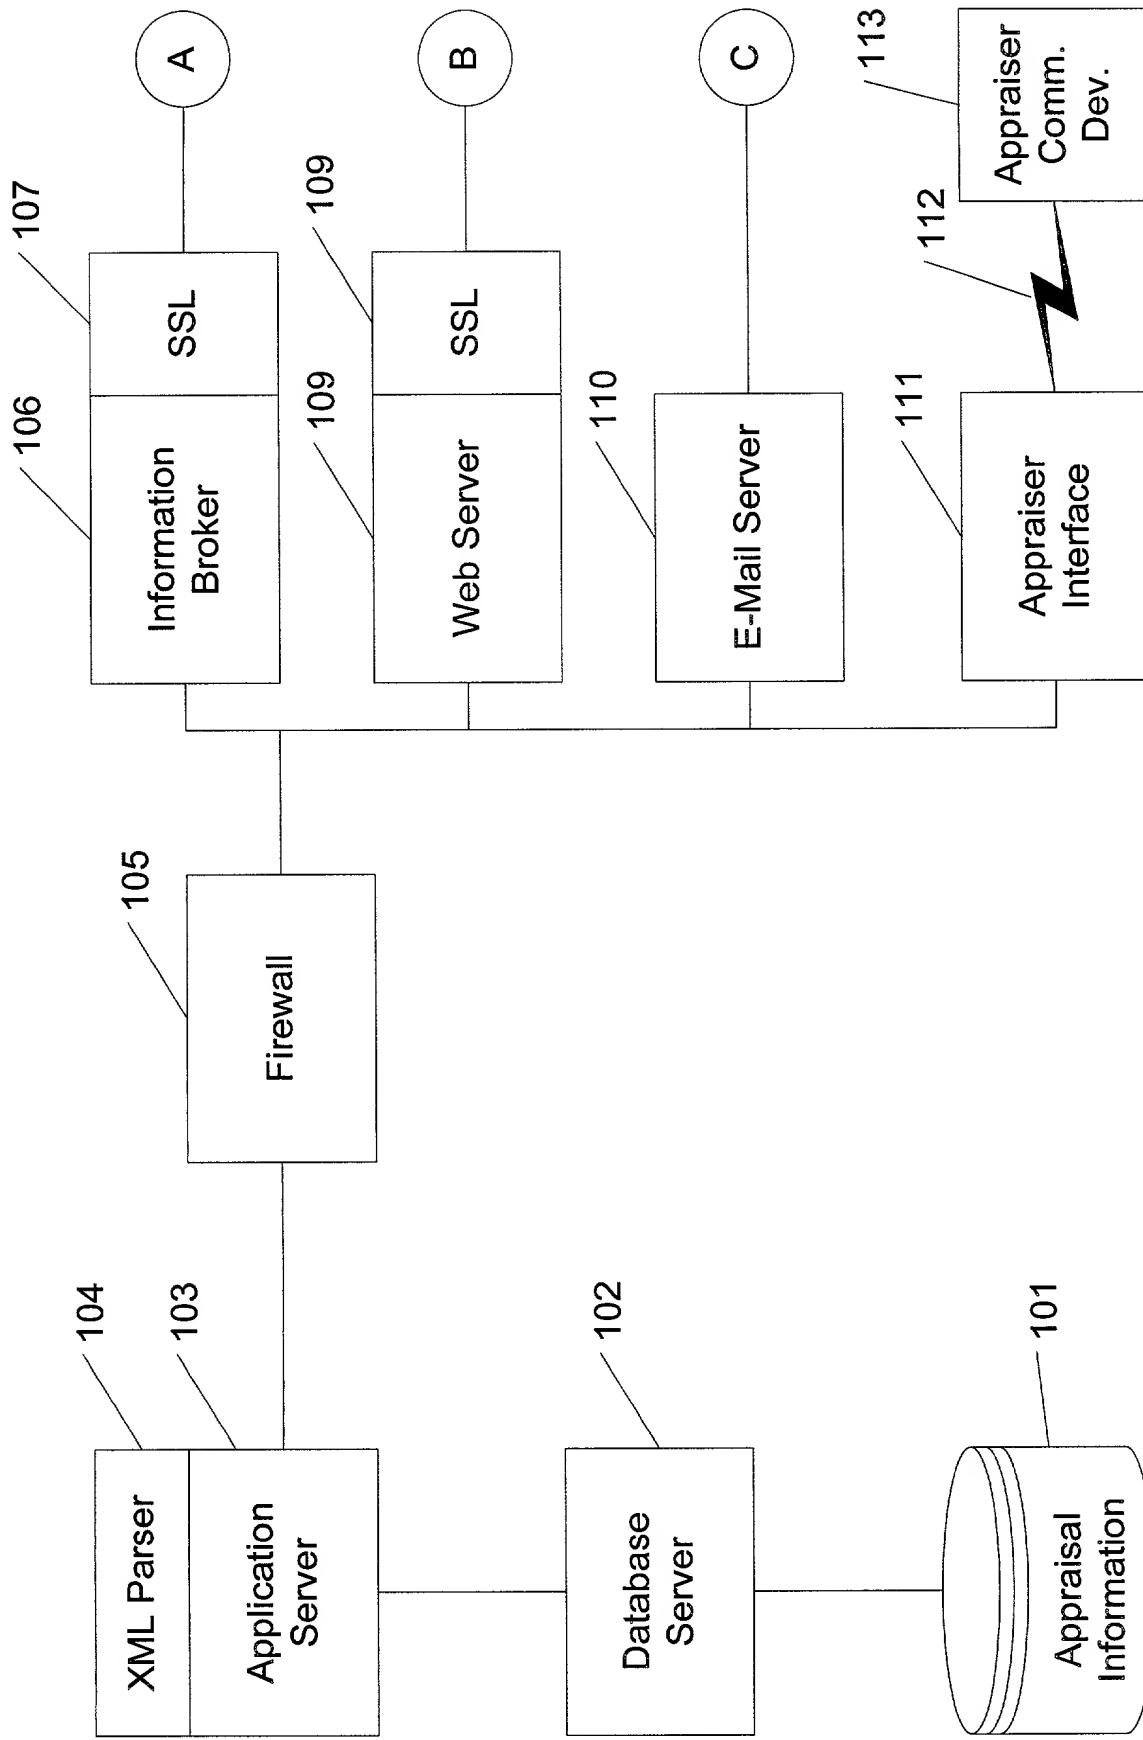 104
XML Parser
103
Application
Server
102
Database
Server
101
Appraisal
Information
105
Firewall
106
107
Information
Broker
SSL
A
109
109
Web Server
SSL
B
110
E-Mail Server
C
111
Appraiser
Interface
112
113
Appraiser
Comm.
Dev.